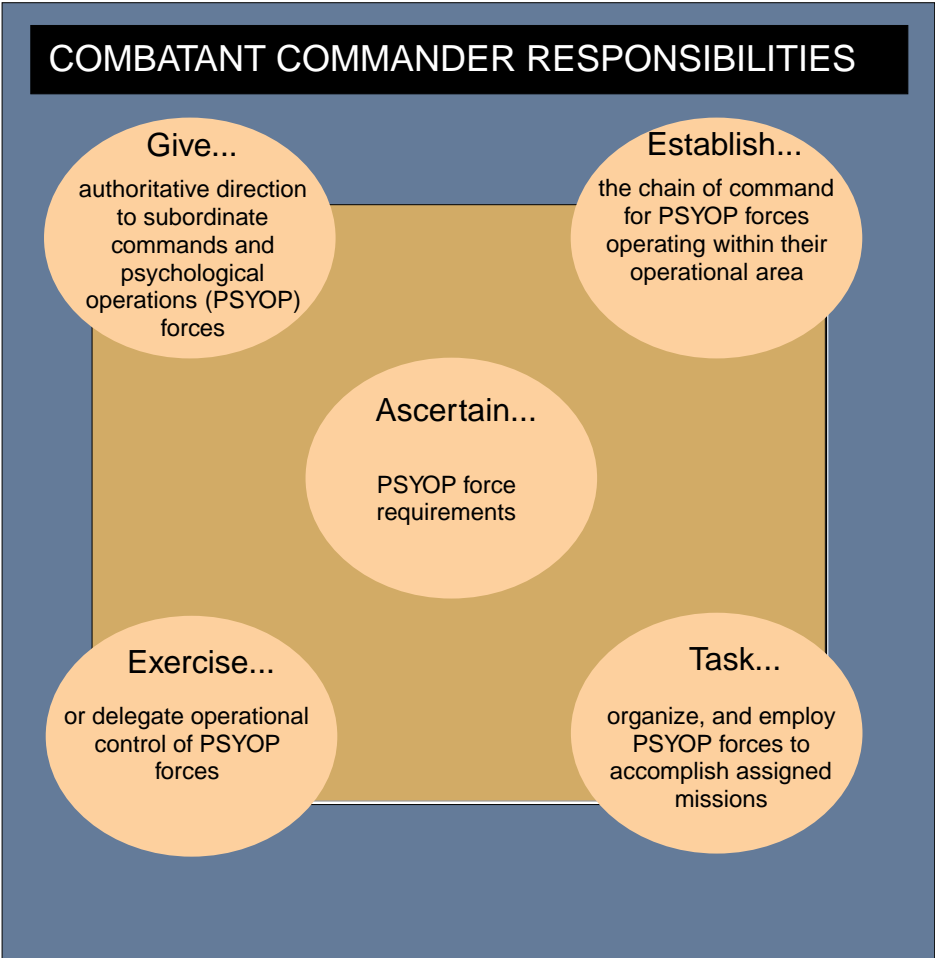 COMBATANT COMMANDER RESPONSIBILITIES
Give...
authoritative direction
to subordinate
commands and
psychological
operations (PSYOP)
forces
Establish...
the chain of command
for PSYOP forces
operating within their
operational area
Ascertain...
PSYOP force
requirements
Exercise...
or delegate operational
control of PSYOP
forces
Task...
organize, and employ
PSYOP forces to
accomplish assigned
missions